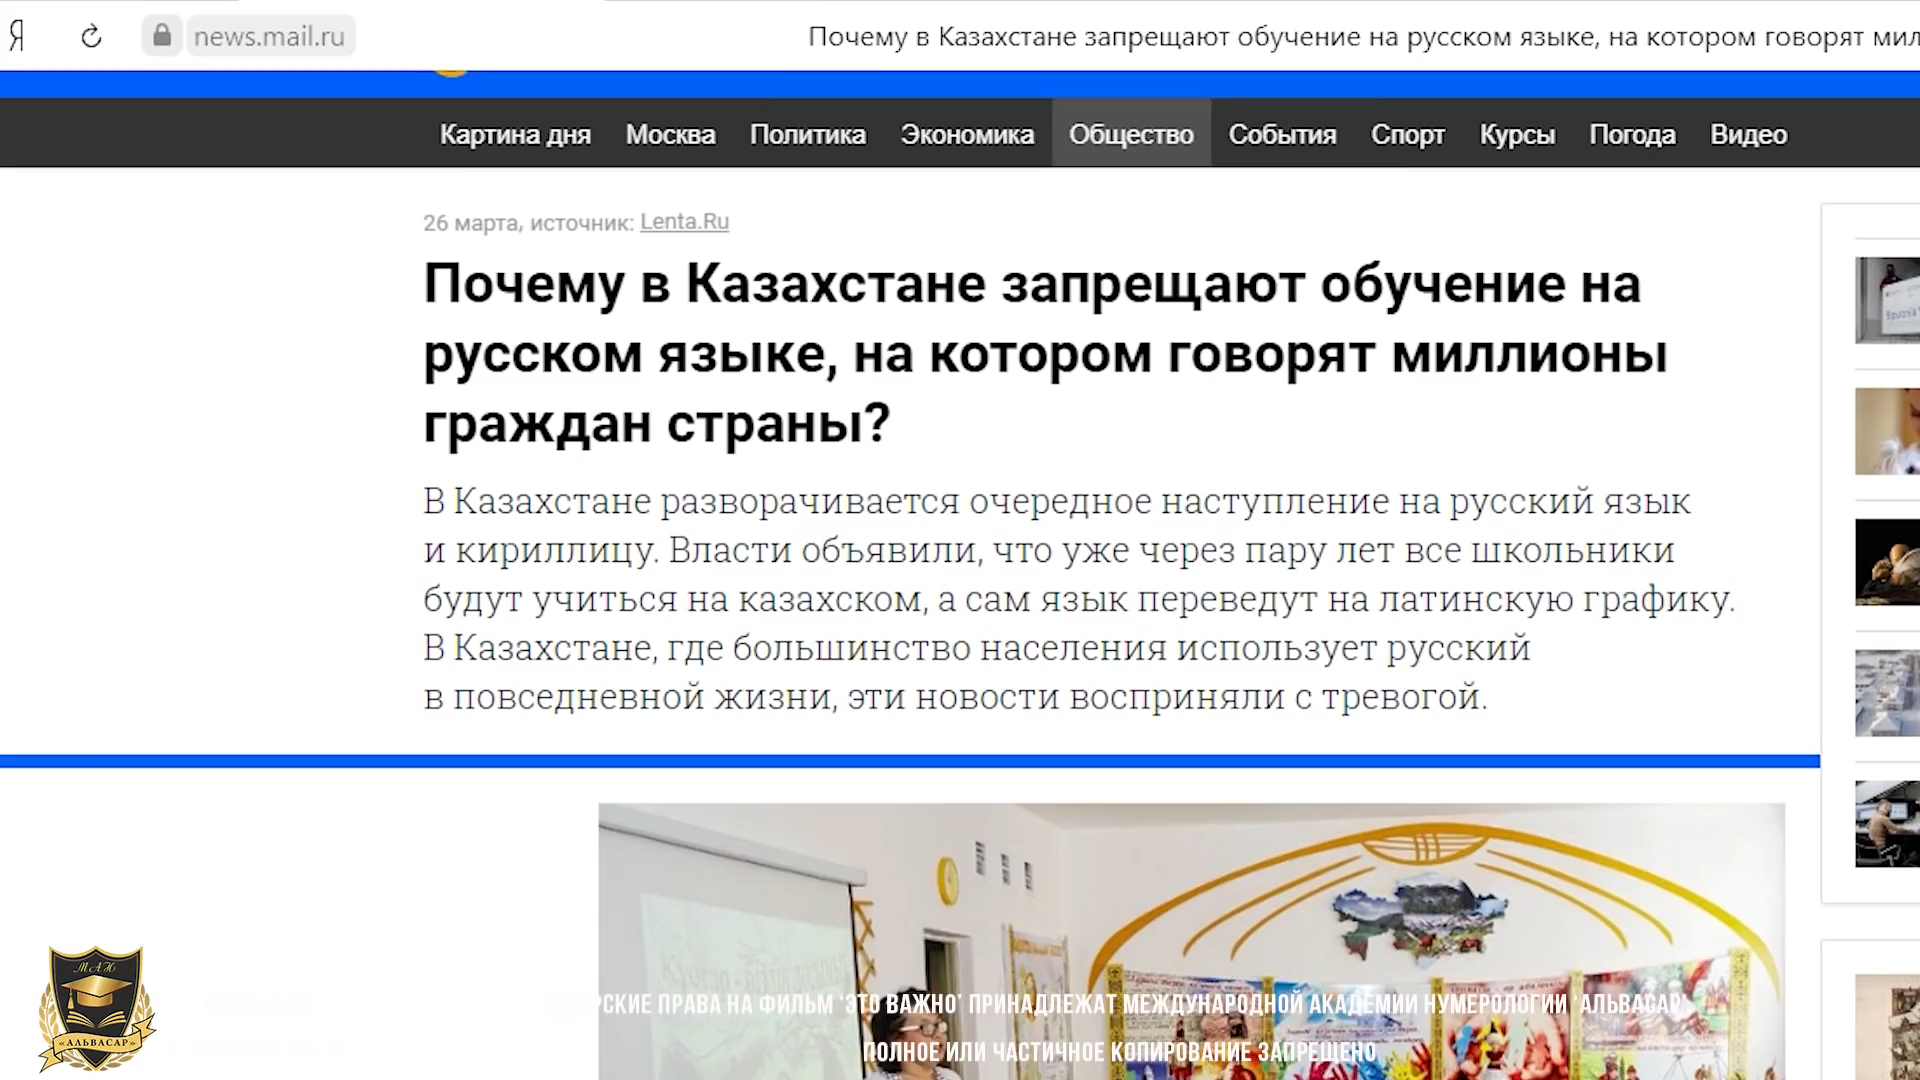 Я
news.mail.ru
Почему в Казахстане запрещают обучение на русском языке, на котором говорят мил
Картина дня Москва Политика Экономика Общество События Спорт Курсы Погода Видео
26 марта, источник: Lenta.Ru
Почему в Казахстане запрещают обучение на
русском языке, на котором говорят миллионы
граждан страны?
В Казахстане разворачивается очередное наступление на русский язык
и кириллицу. Власти объявили, что уже через пару лет все школьники
будут учиться на казахском, а сам язык переведут на латинскую графику.
В Казахстане, где большинство населения использует русский
в повседневной жизни, эти новости восприняли с тревогой.
МАН
«АЛЬВАСАР»
ПРАВА НА ФИЛЬМ 'ЭТО ВАЖНО' ПРИНАДЛЕЖАТ МЕЖДУНАРОДНОЙ АКАДЕМИИ НУМЕРОЛОГИИ 'АЛЬВАСАР'
ПОЛНОЕ ИЛИ ЧАСТИЧНОЕ КОПИРОВАНИЕ ЗАПРЕЩЕНО